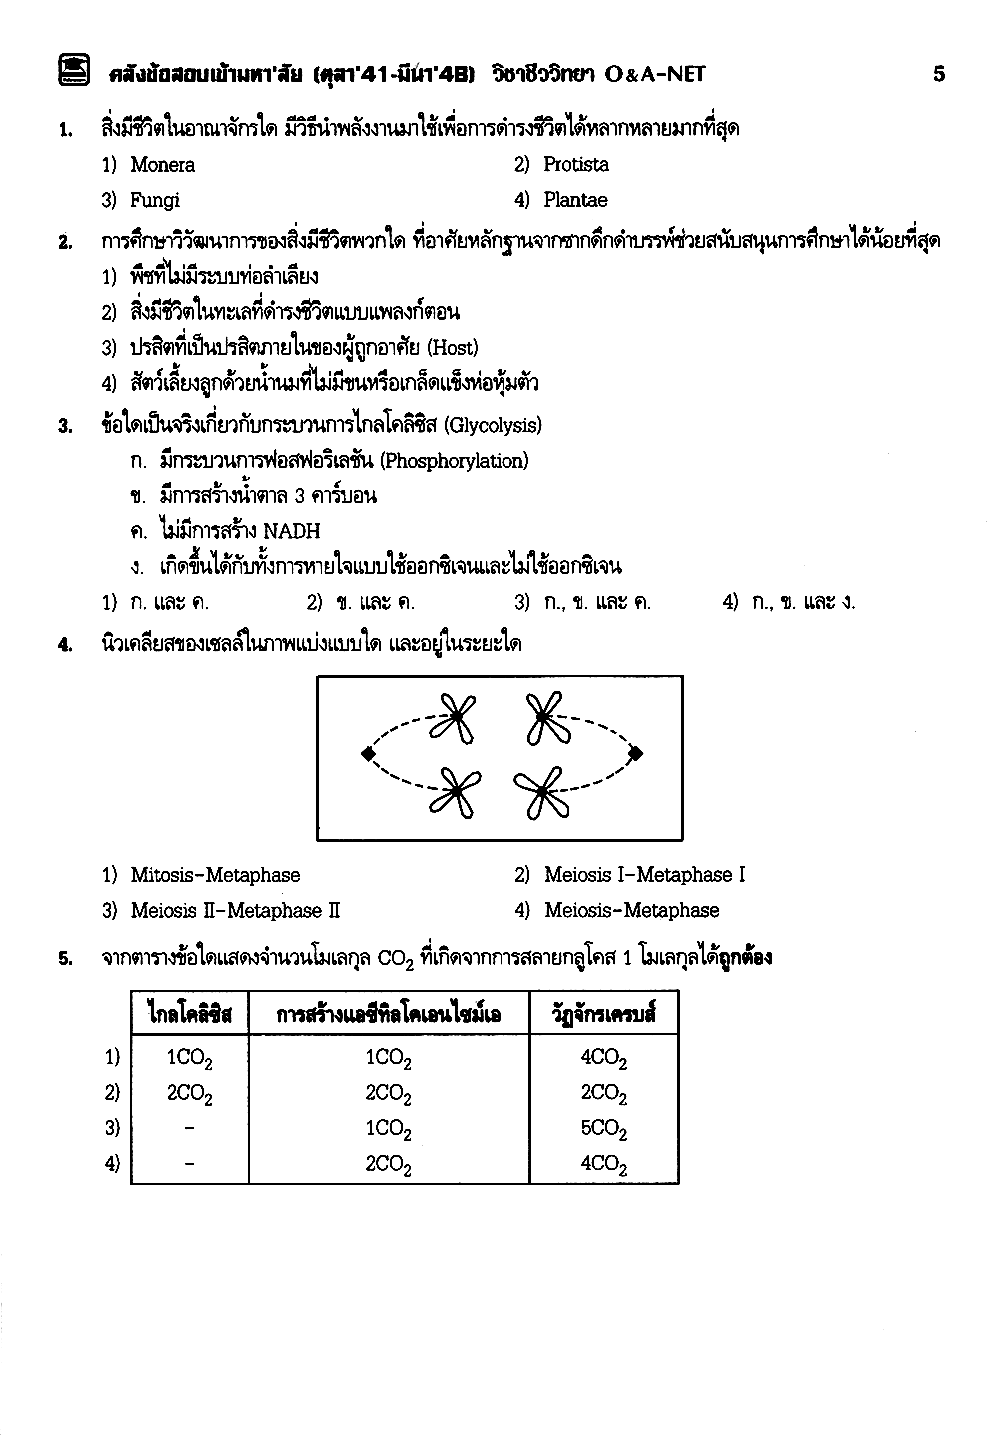 คลังข้อสอบเข้ามหา'ลัย (ตุลา'41-มีนา'48) วิชาชีววิทยา O & A-NET 5
1. สิ่งมีชีวิตในอาณาจักรใด มีวิธีนำพลังงานมาใช้เพื่อการดำรงชีวิตได้หลากหลายมากที่สุด
1) Monera 2) Protista
3) Fungi 4) Plantae
2. การศึกษาวิวัฒนาการของสิ่งมีชีวิตพวกใด ที่อาศัยหลักฐานจากซากดึกดำบรรพ์ช่วยสนับสนุนการศึกษาได้น้อยที่สุด
1) พืชที่ไม่มีระบบท่อลำเลียง
2) สิ่งมีชีวิตในทะเลที่ดำรงชีวิตแบบแพลงก์ตอน
3) ปรสิตที่เป็นปรสิตภายในของผู้ถูกอาศัย (Host)
4) สัตว์เลี้ยงลูกด้วยน้ำนมที่ไม่มีขนหรือเกล็ดแข็งห่อหุ้มตัว
3. ข้อใดเป็นจริงเกี่ยวกับกระบวนการไกลโคลิซิส (Glycolysis)
ก. มีกระบวนการฟอสฟอริเลชัน (Phosphorylation)
ข. มีการสร้างน้ำตาล 3 คาร์บอน
ค. ไม่มีการสร้าง NADH
ง. เกิดขึ้นได้กับทั้งการหายใจแบบใช้ออกซิเจนและไม่ใช้ออกซิเจน
1) ก. และ ค. 2) ข. และ ค. 3) ก., ข. และ ค. 4) ก., ข. และ ง.
4. นิวเคลียสของเซลล์ในภาพแบ่งแบบใด และอยู่ในระยะใด
1) Mitosis-Metaphase 2) Meiosis I-Metaphase I
3) Meiosis II-Metaphase II 4) Meiosis-Metaphase
5. จากตารางข้อใดแสดงจำนวนโมเลกุล CO₂ ที่เกิดจากการสลายกลูโคส 1 โมเลกุลได้ถูกต้อง
ไกลโคลิซิส การสร้างแอซีทิลโคเอนไซม์เอ วัฏจักรเครบส์
1) 1CO₂ 1CO₂ 4CO₂
2) 2CO₂ 2CO₂ 2CO₂
3) - 1CO₂ 5CO₂
4) - 2CO₂ 4CO₂